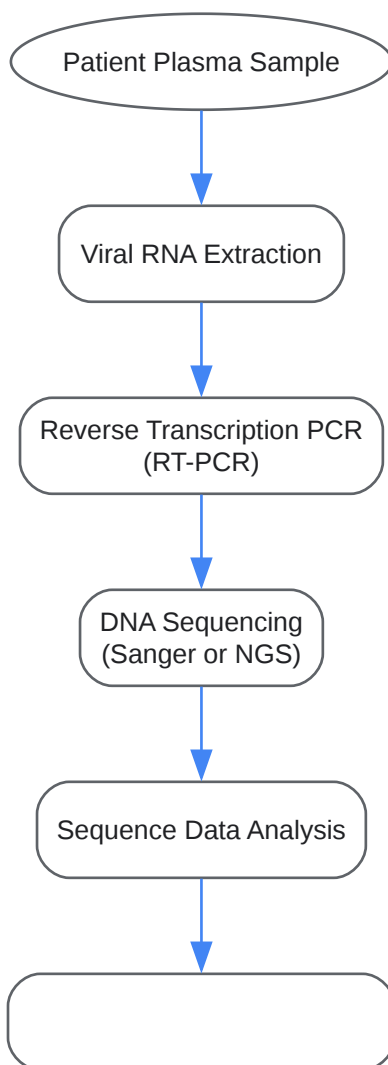 Patient Plasma Sample
Viral RNA Extraction
Reverse Transcription PCR
(RT-PCR)
DNA Sequencing
(Sanger or NGS)
Sequence Data Analysis